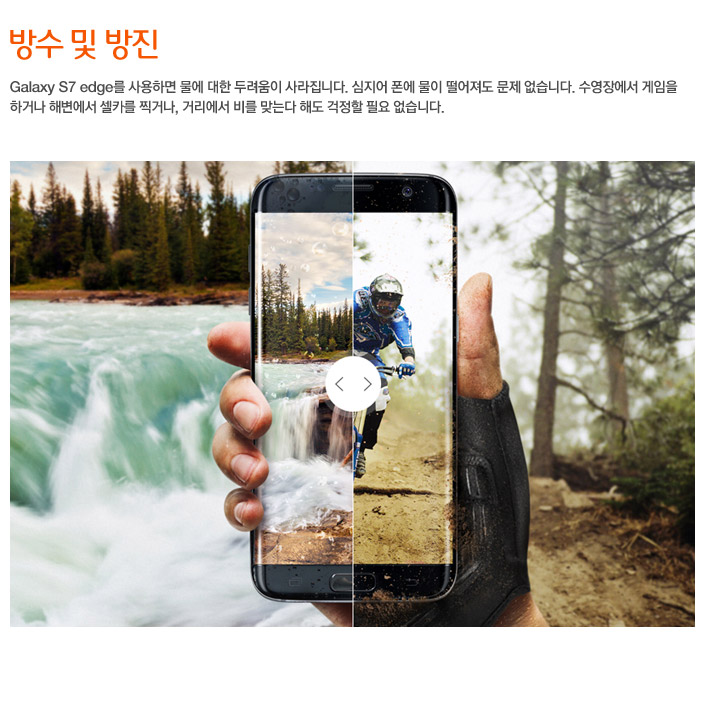 방수 및 방진
Galaxy S7 edge를 사용하면 물에 대한 두려움이 사라집니다. 심지어 폰에 물이 떨어져도 문제 없습니다. 수영장에서 게임을
하거나 해변에서 셀카를 찍거나, 거리에서 비를 맞는다 해도 걱정할 필요 없습니다.